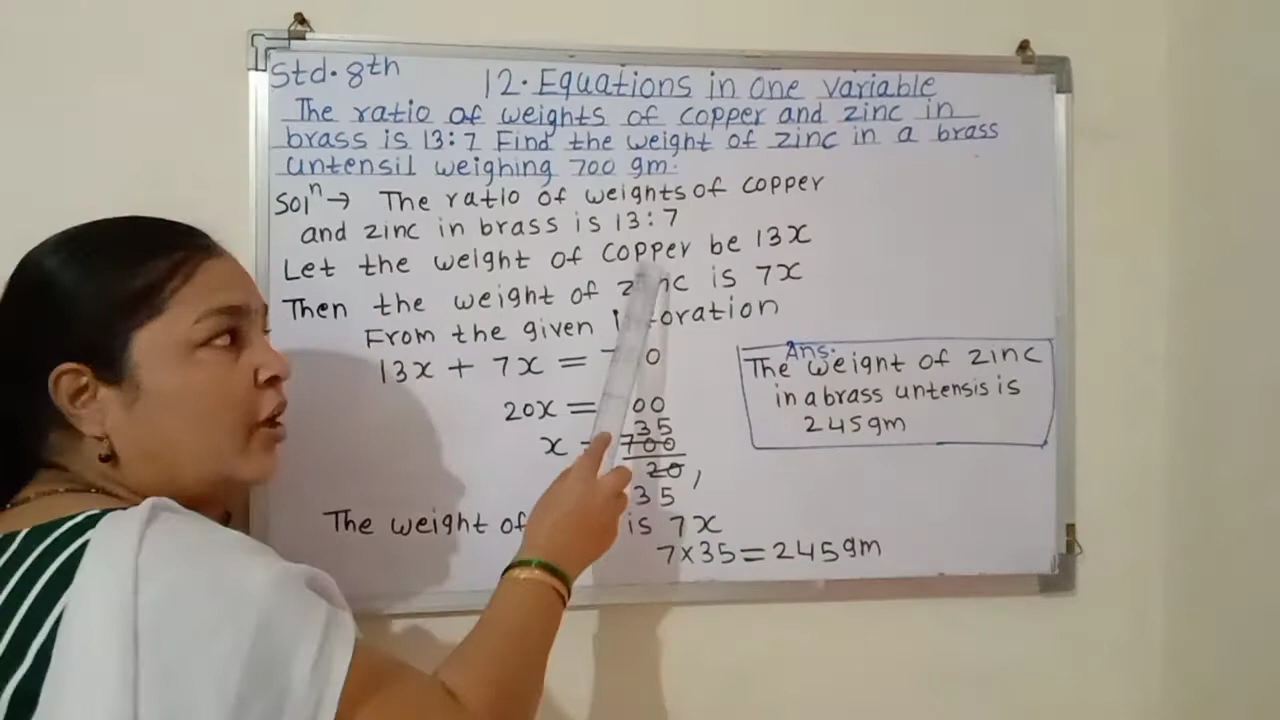 Std. 8th
12. Equations in one variable
The ratio of weights of copper and zinc in
brass is 13:7 Find the weight of zinc in a brass
untensil weighing 700 gm.
Solⁿ → The ratio of weights of copper
and zinc in brass is 13:7
Let the weight of copper be 13x
Then the weight of is 7x
From the given
13x + 7x =
20x =
x
35
700
20,
35
The weight of is 7x
7×35=245gm
Ans.
The weight of zinc
in a brass untensis is
245gm